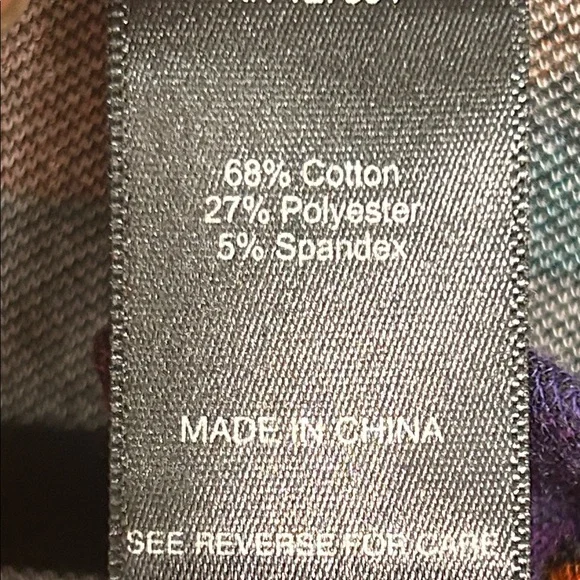 68% Cotton
27% Polyester
5% Spandex
MADE IN CHINA
SEE REVERSE FOR CARE